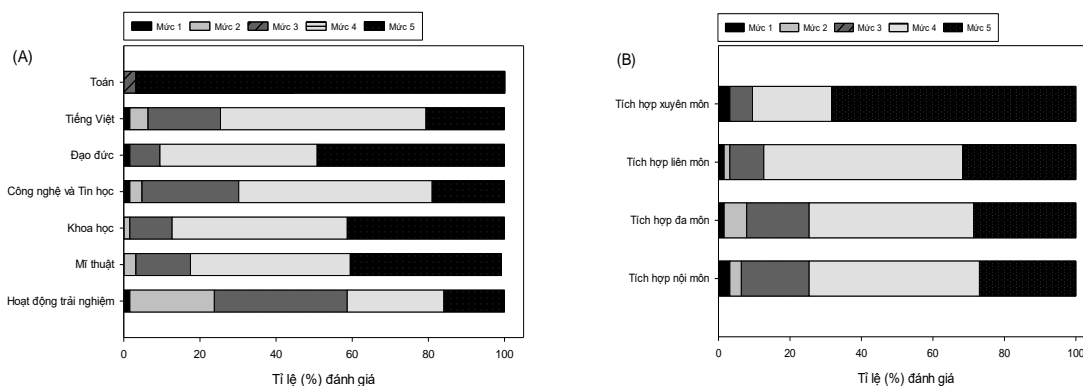 Mức 1 Mức 2 Mức 3 Mức 4 Mức 5
(A)
Toán
Tiếng Việt
Đạo đức
Công nghệ và Tin học
Khoa học
Mĩ thuật
Hoạt động trải nghiệm
0 20 40 60 80 100
Tỉ lệ (%) đánh giá
Mức 1 Mức 2 Mức 3 Mức 4 Mức 5
(B)
Tích hợp xuyên môn
Tích hợp liên môn
Tích hợp đa môn
Tích hợp nội môn
0 20 40 60 80 100
Tỉ lệ (%) đánh giá